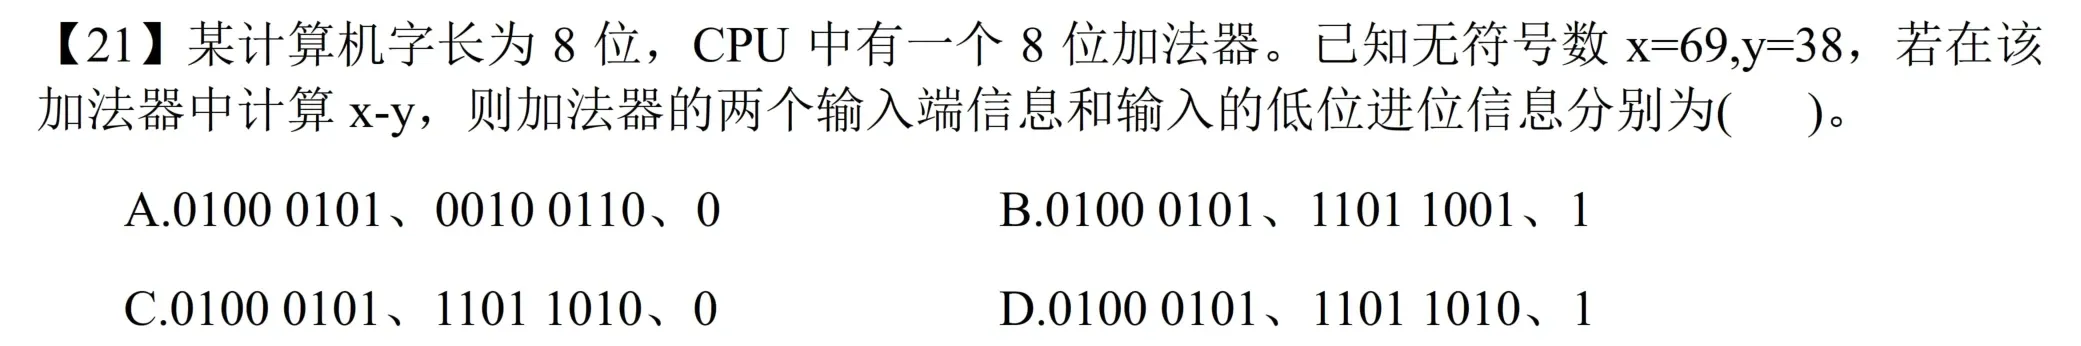 【21】某计算机字长为 8 位，CPU 中有一个 8 位加法器。已知无符号数 x=69,y=38，若在该
加法器中计算 x-y，则加法器的两个输入端信息和输入的低位进位信息分别为(    )。
A.0100 0101、0010 0110、0
B.0100 0101、1101 1001、1
C.0100 0101、1101 1010、0
D.0100 0101、1101 1010、1